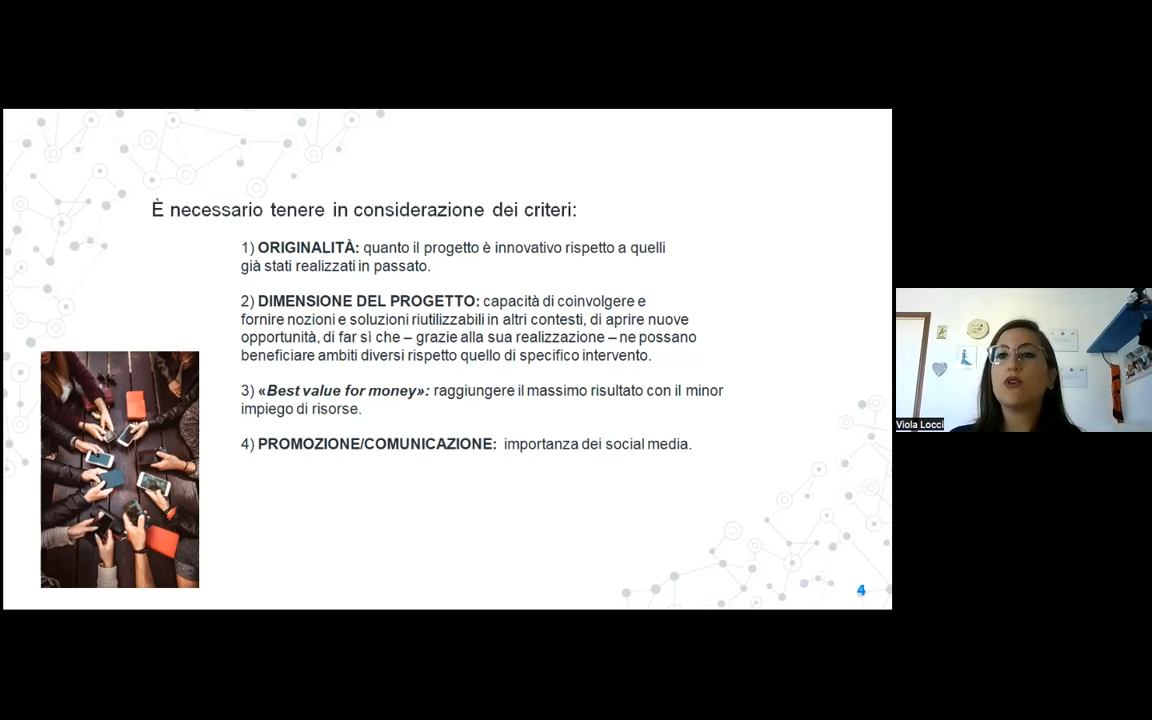 È necessario tenere in considerazione dei criteri:
1) ORIGINALITÀ: quanto il progetto è innovativo rispetto a quelli
già stati realizzati in passato.
2) DIMENSIONE DEL PROGETTO: capacità di coinvolgere e
fornire nozioni e soluzioni riutilizzabili in altri contesti, di aprire nuove
opportunità, di far sì che – grazie alla sua realizzazione – ne possano
beneficiare ambiti diversi rispetto quello di specifico intervento.
3) «Best value for money»: raggiungere il massimo risultato con il minor
impiego di risorse.
4) PROMOZIONE/COMUNICAZIONE: importanza dei social media.
4
Viola Locci